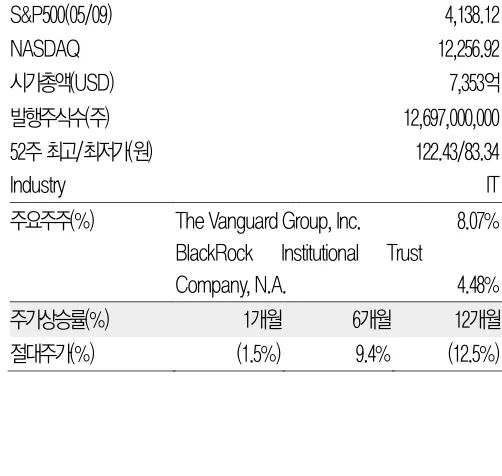 S&P500(05/09) 4,138.12
NASDAQ 12,256.92
시가총액(USD) 7,353억
발행주식수(주) 12,697,000,000
52주 최고/최저가(원) 122.43/83.34
Industry IT
주요주주(%) The Vanguard Group, Inc. 8.07%
BlackRock Institutional Trust
Company, N.A. 4.48%
주가상승률(%) 1개월 6개월 12개월
절대주가(%) (1.5%) 9.4% (12.5%)